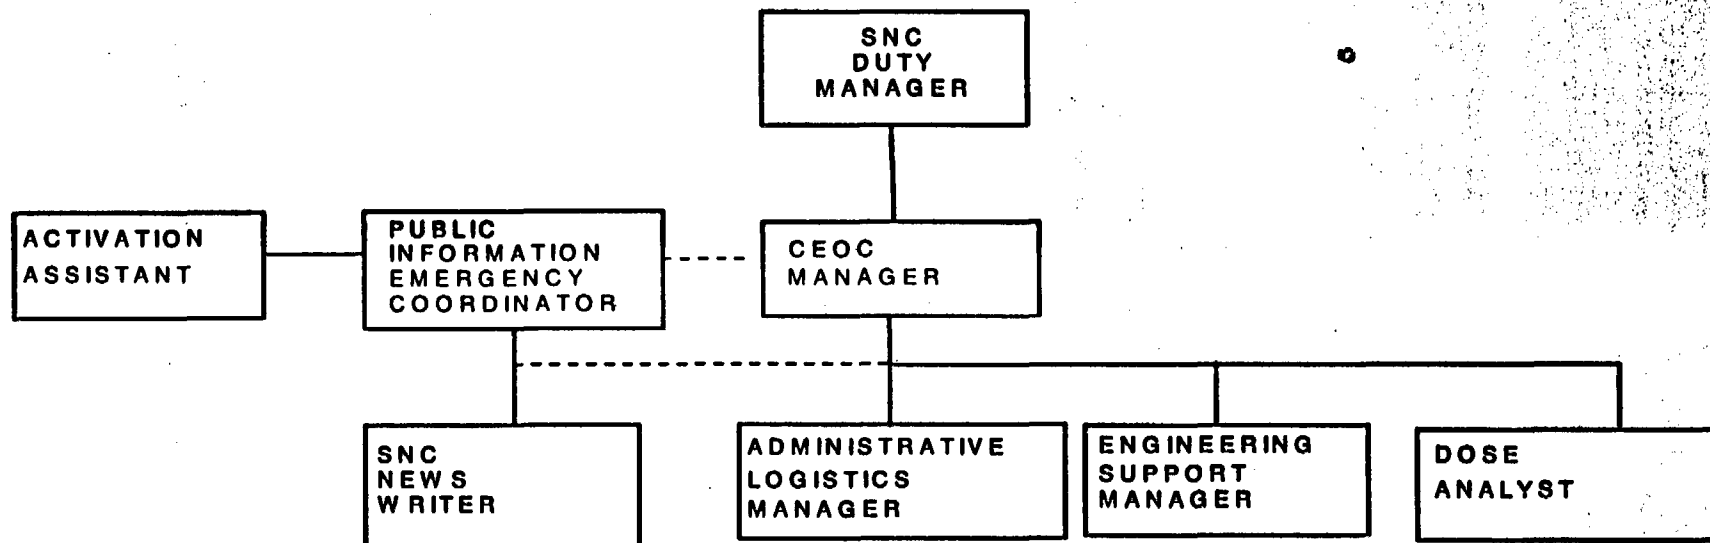 SNC
DUTY
MANAGER
ACTIVATION
ASSISTANT
PUBLIC
INFORMATION
EMERGENCY
COORDINATOR
CEOC
MANAGER
SNC
NEWS
WRITER
ADMINISTRATIVE
LOGISTICS
MANAGER
ENGINEERING
SUPPORT
MANAGER
DOSE
ANALYST